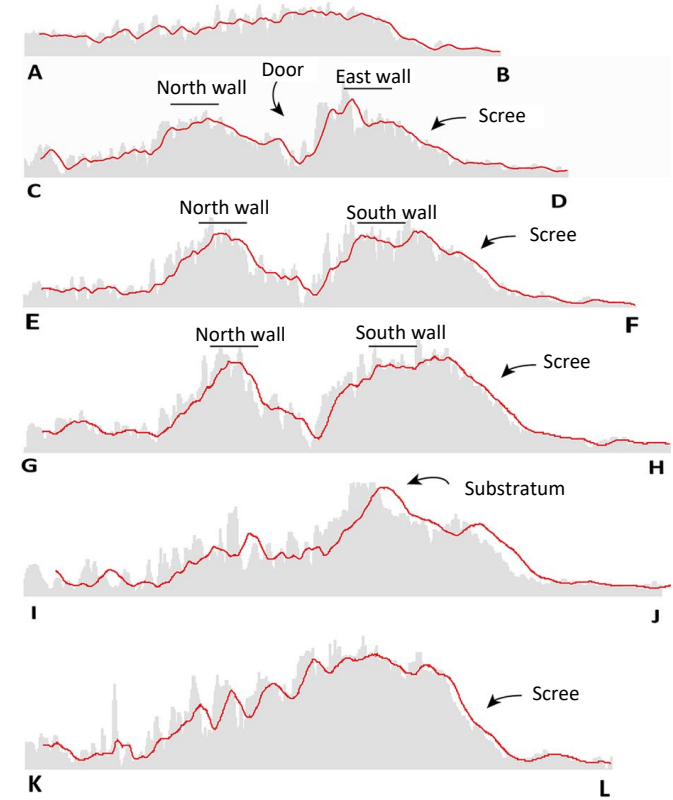 A
B
North wall
Door
East wall
Scree
C
D
North wall
South wall
Scree
E
F
North wall
South wall
Scree
G
H
Substratum
I
J
Scree
K
L